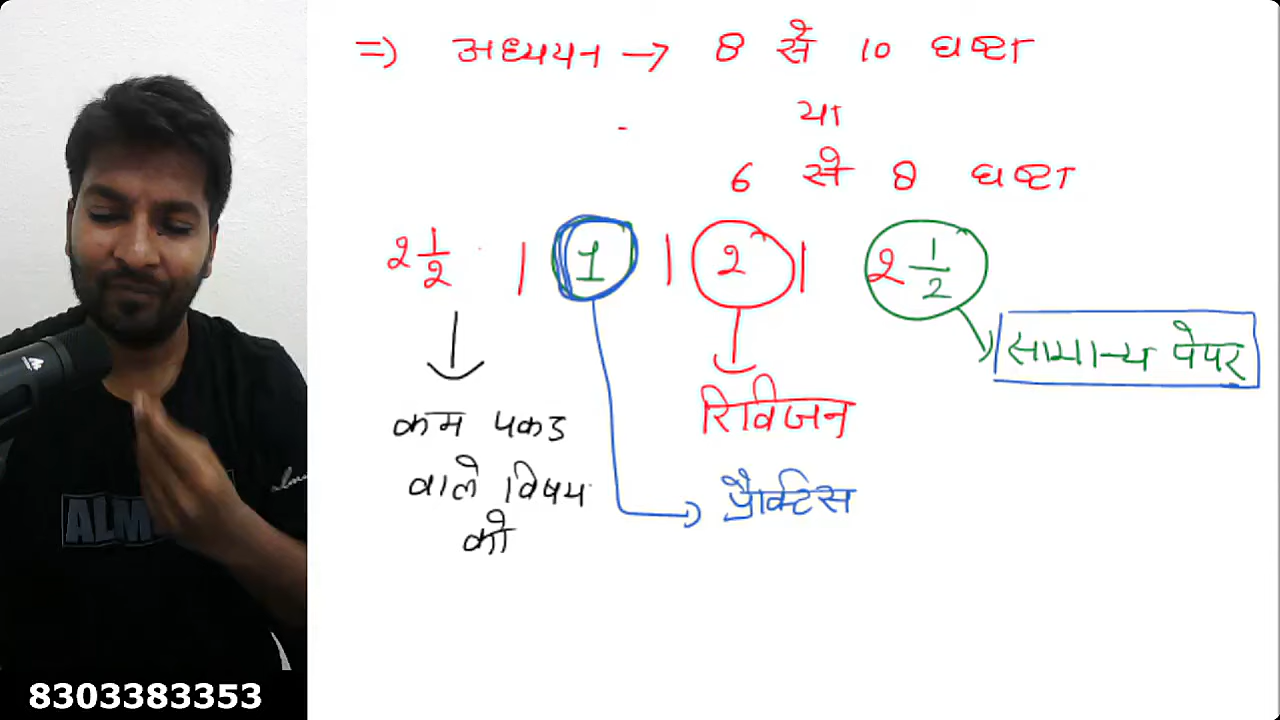 =) अध्ययन → 8 से 10 घण्टा
या
6 से 8 घण्टा
2 1/2 | 1 | 2 | 2 1/2
सामान्य पेपर
कम पकड
वाले विषय
को
रिविजन
प्रैक्टिस
ALM
8303383353